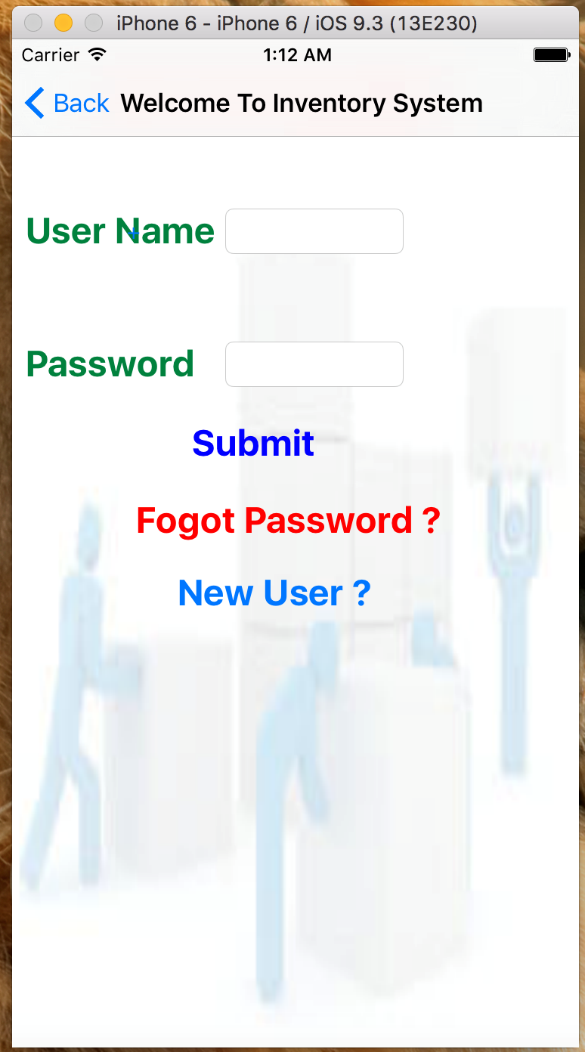 iPhone 6 - iPhone 6 / iOS 9.3 (13E230)
Carrier 1:12 AM
Back Welcome To Inventory System
User Name
Password
Submit
Fogot Password ?
New User ?